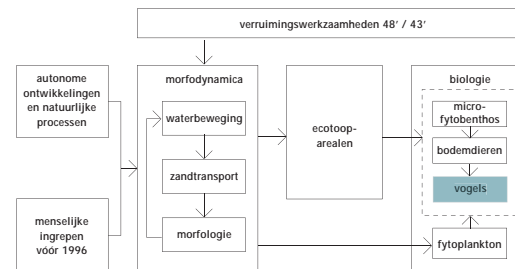 verruimingswerkzaamheden 48' / 43'
autonome
ontwikkelingen
en natuurlijke
processen
menselijke
ingrepen
vóór 1996
morfodynamica
waterbeweging
zandtransport
morfologie
ecotoop-
arealen
biologie
micro-
fytobenthos
bodemdieren
vogels
fytoplankton